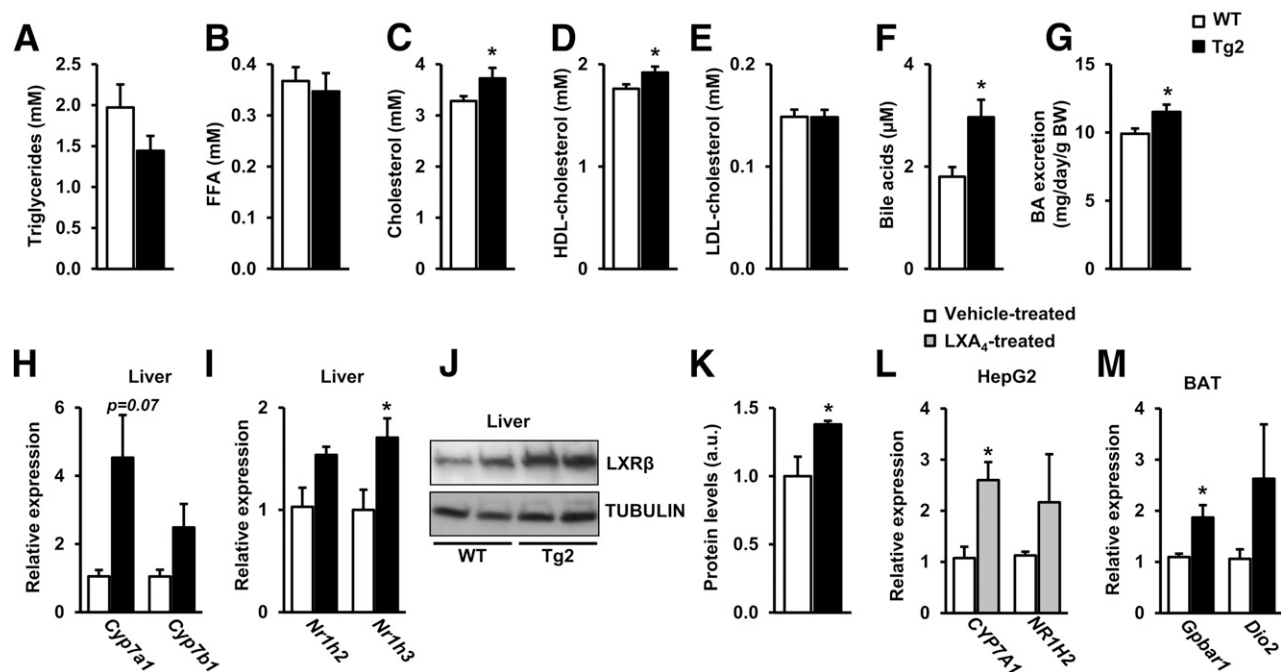 WT
Tg2
A
Triglycerides (mM)
2.5
2.0
1.5
1.0
0.5
0.0
B
FFA (mM)
0.4
0.3
0.2
0.1
0.0
C
Cholesterol (mM)
4
3
2
1
0
*
D
HDL-cholesterol (mM)
2
1
0
*
E
LDL-cholesterol (mM)
0.2
0.1
0.0
F
Bile acids (μM)
4
2
0
*
G
BA excretion
(mg/day/g BW)
15
10
5
0
*
Vehicle-treated
LXA₄-treated
H
Liver
p=0.07
Relative expression
6
4
2
0
Cyp7a1
Cyp7b1
I
Liver
Relative expression
2
1
0
*
Nr1h2
Nr1h3
J
Liver
LXRβ
TUBULIN
WT
Tg2
K
Protein levels (a.u.)
1.5
1.0
0.5
0.0
*
L
HepG2
Relative expression
4
3
2
1
0
*
CYP7A1
NR1H2
M
BAT
Relative expression
4
3
2
1
0
*
Gpbar1
Dio2